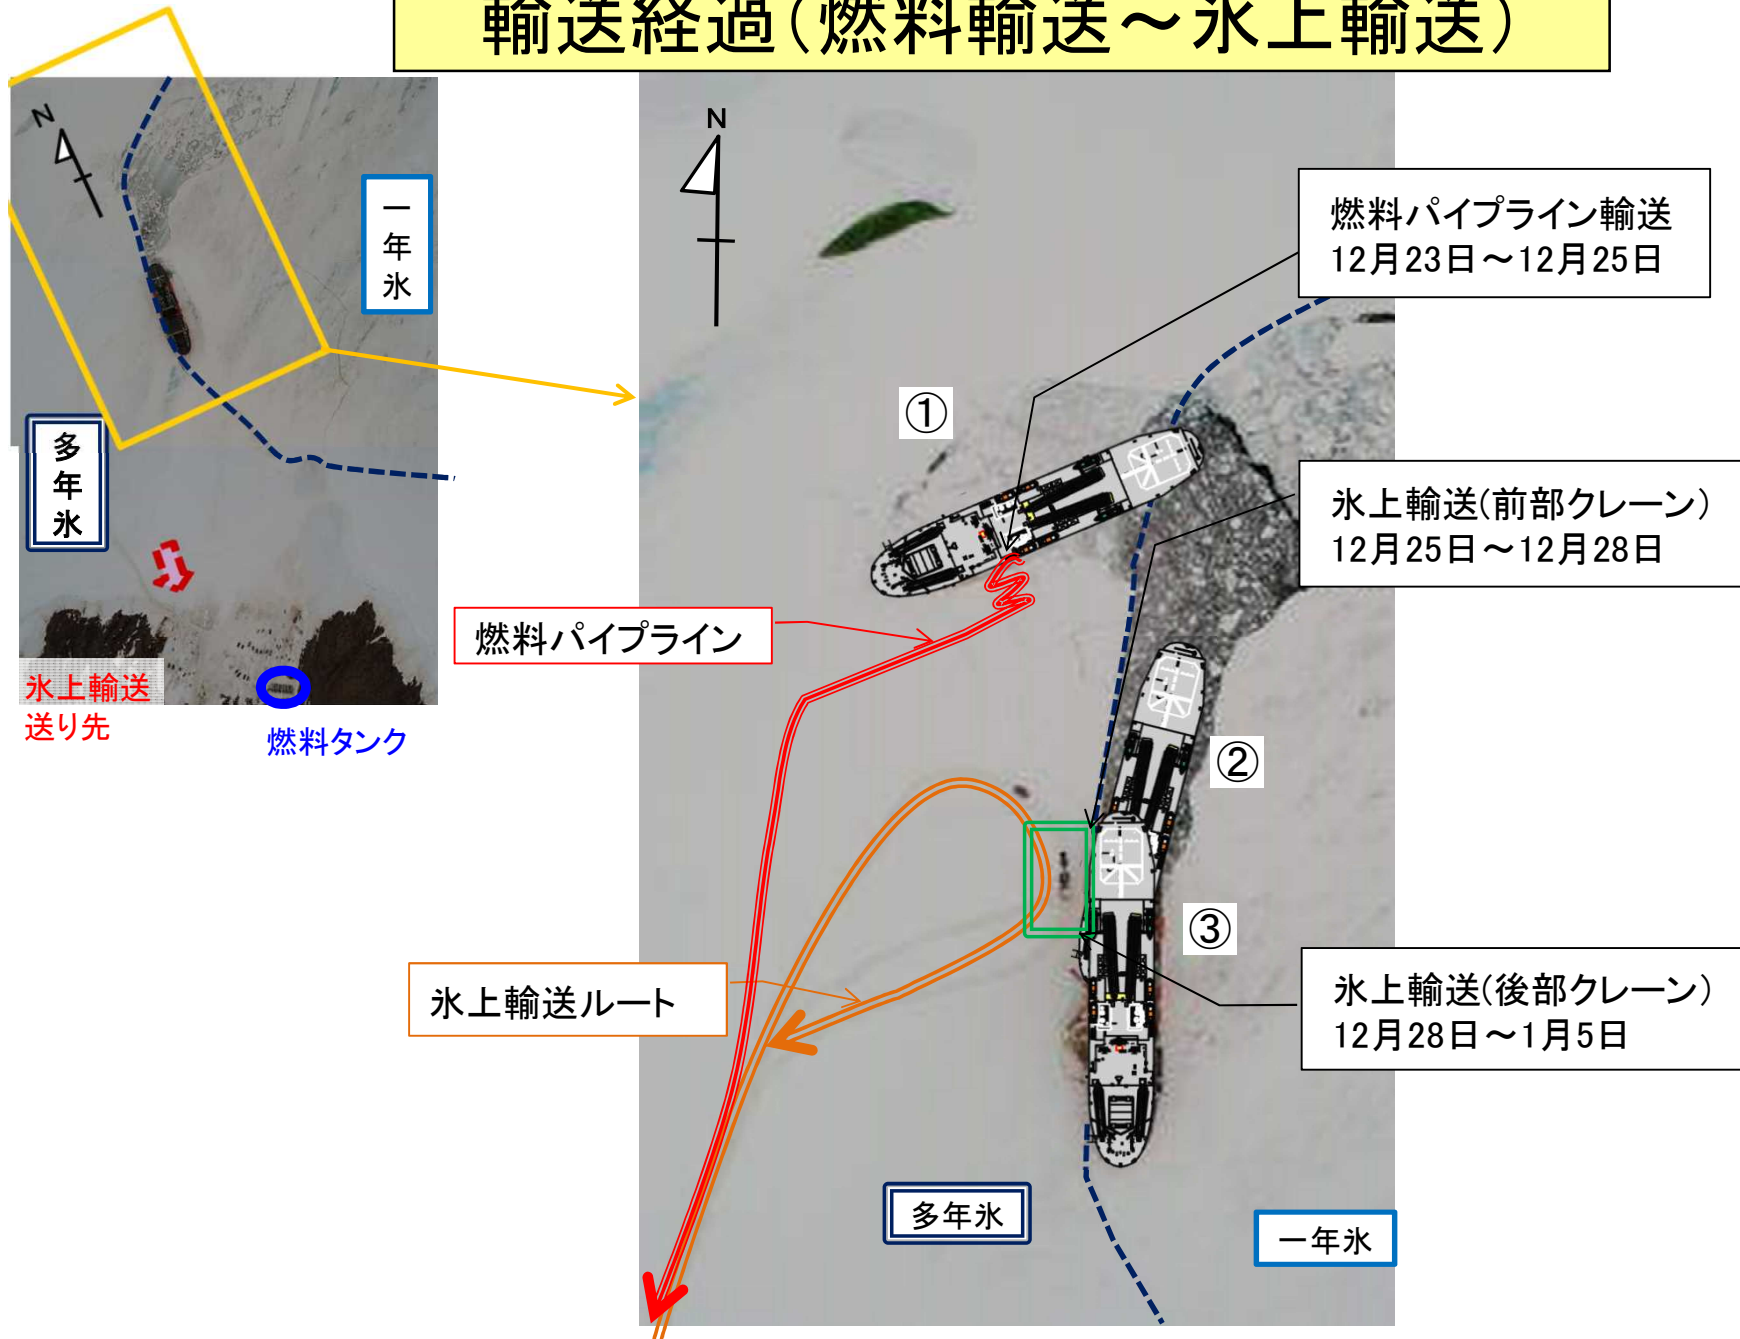 輸送経過（燃料輸送～氷上輸送）
N
一年氷
多年氷
氷上輸送
送り先
燃料タンク
N
燃料パイプライン輸送
12月23日～12月25日
①
氷上輸送(前部クレーン)
12月25日～12月28日
燃料パイプライン
②
③
氷上輸送ルート
氷上輸送(後部クレーン)
12月28日～1月5日
多年氷
一年氷